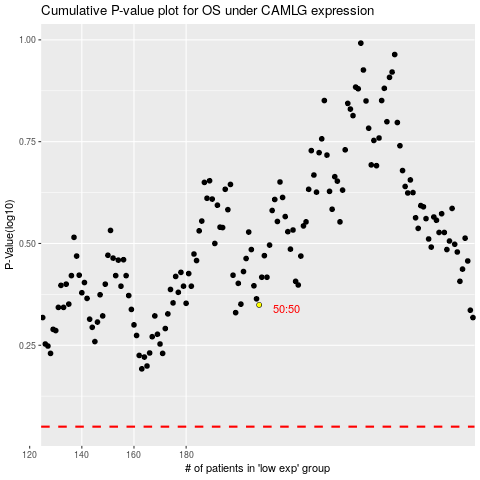 Cumulative P-value plot for OS under CAMLG expression
P-Value(log10)
1.00
0.75
0.50
0.25
50:50
120 140 160 180
# of patients in 'low exp' group